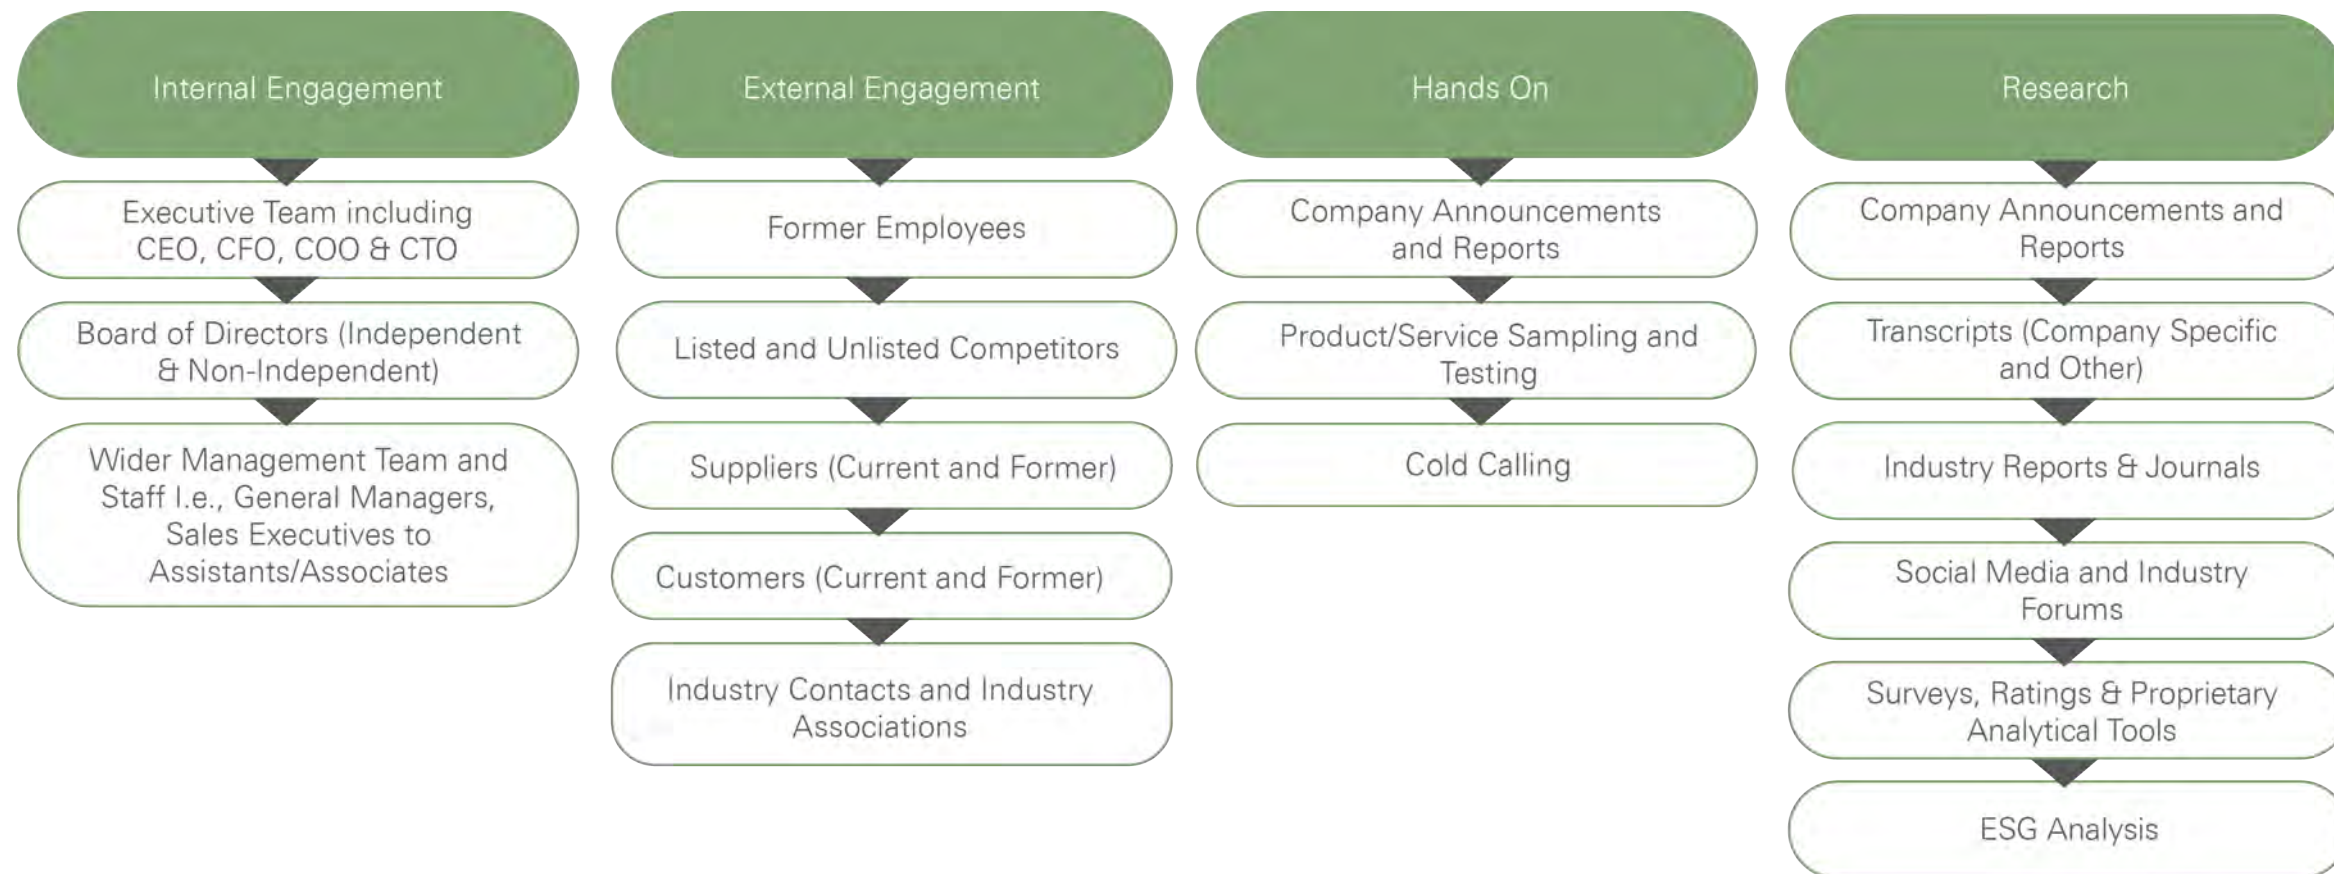 Internal Engagement
Executive Team including
CEO, CFO, COO & CTO
Board of Directors (Independent
& Non-Independent)
Wider Management Team and
Staff I.e., General Managers,
Sales Executives to
Assistants/Associates
External Engagement
Former Employees
Listed and Unlisted Competitors
Suppliers (Current and Former)
Customers (Current and Former)
Industry Contacts and Industry
Associations
Hands On
Company Announcements
and Reports
Product/Service Sampling and
Testing
Cold Calling
Research
Company Announcements and
Reports
Transcripts (Company Specific
and Other)
Industry Reports & Journals
Social Media and Industry
Forums
Surveys, Ratings & Proprietary
Analytical Tools
ESG Analysis